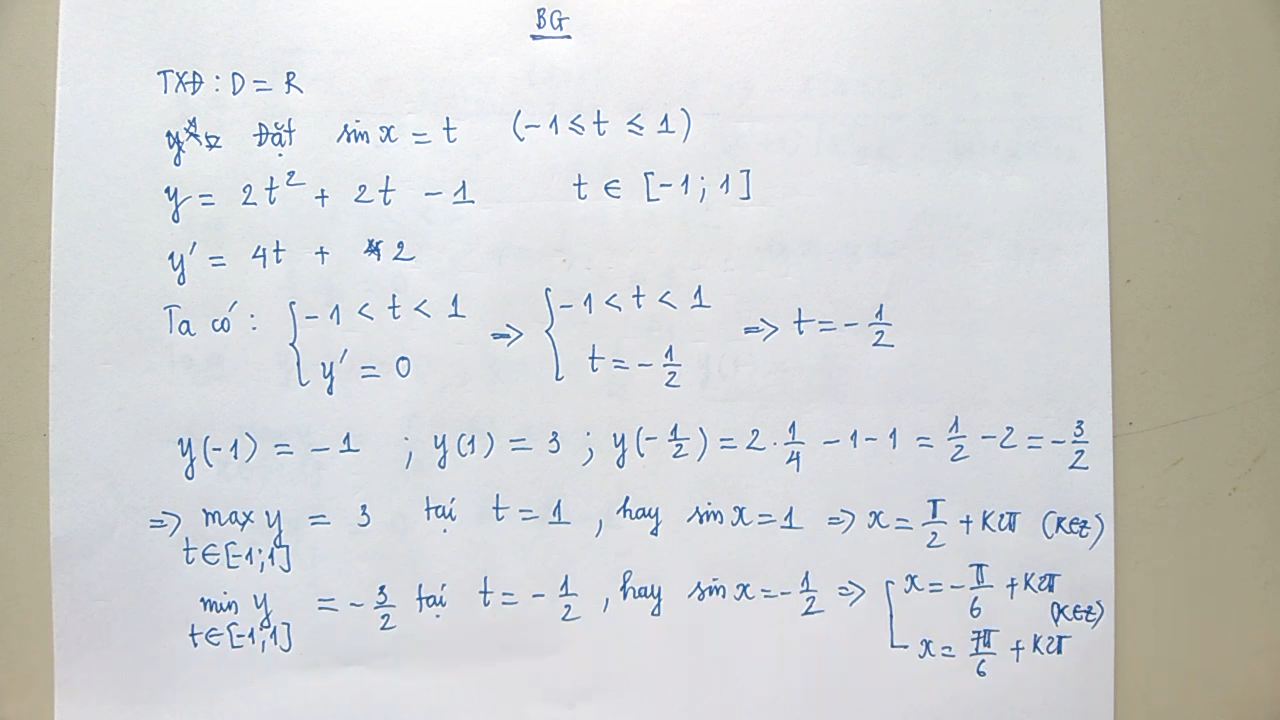 BG
TXĐ : D = R
Đặt sin x = t (-1 ≤ t ≤ 1)
y = 2t² + 2t - 1 t ∈ [-1; 1]
y' = 4t + 2
Ta có: { -1 < t < 1 ; y' = 0 => { -1 < t < 1 ; t = -1/2 => t = -1/2
y(-1) = -1 ; y(1) = 3 ; y(-1/2) = 2 · 1/4 - 1 - 1 = 1/2 - 2 = -3/2
=> max y = 3 tại t = 1, hay sin x = 1 => x = π/2 + K2π (K∈Z)
t∈[-1;1]
min y = -3/2 tại t = -1/2, hay sin x = -1/2 => [ x = -π/6 + K2π
t∈[-1;1] (K∈Z)
x = 7π/6 + K2π